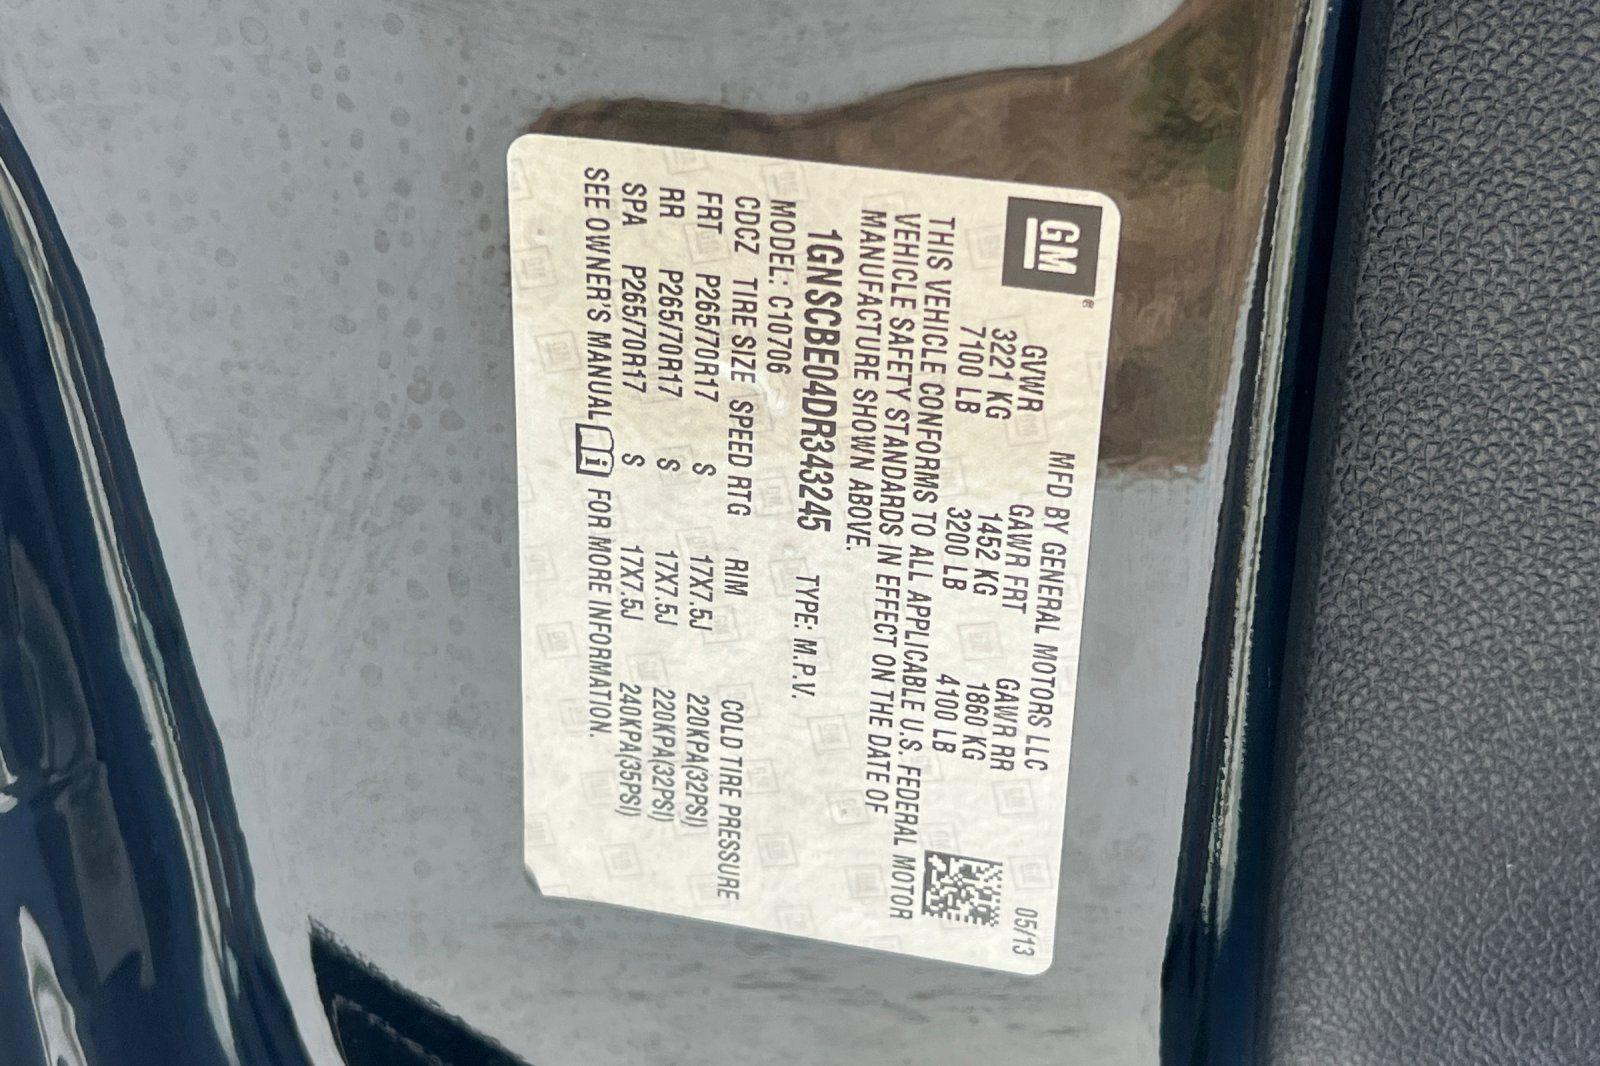 GM®
MFD BY GENERAL MOTORS LLC 05/13
GVWR GAWR FRT GAWR RR
3221 KG 1452 KG 1860 KG
7100 LB 3200 LB 4100 LB
THIS VEHICLE CONFORMS TO ALL APPLICABLE U.S. FEDERAL MOTOR
VEHICLE SAFETY STANDARDS IN EFFECT ON THE DATE OF
MANUFACTURE SHOWN ABOVE.
1GNSCBE04DR343245 TYPE: M.P.V.
MODEL: C10706
CDCZ TIRE SIZE SPEED RTG RIM COLD TIRE PRESSURE
FRT P265/70R17 S 17X7.5J 220KPA(32PSI)
RR P265/70R17 S 17X7.5J 220KPA(32PSI)
SPA P265/70R17 S 17X7.5J 240KPA(35PSI)
SEE OWNER'S MANUAL i FOR MORE INFORMATION.